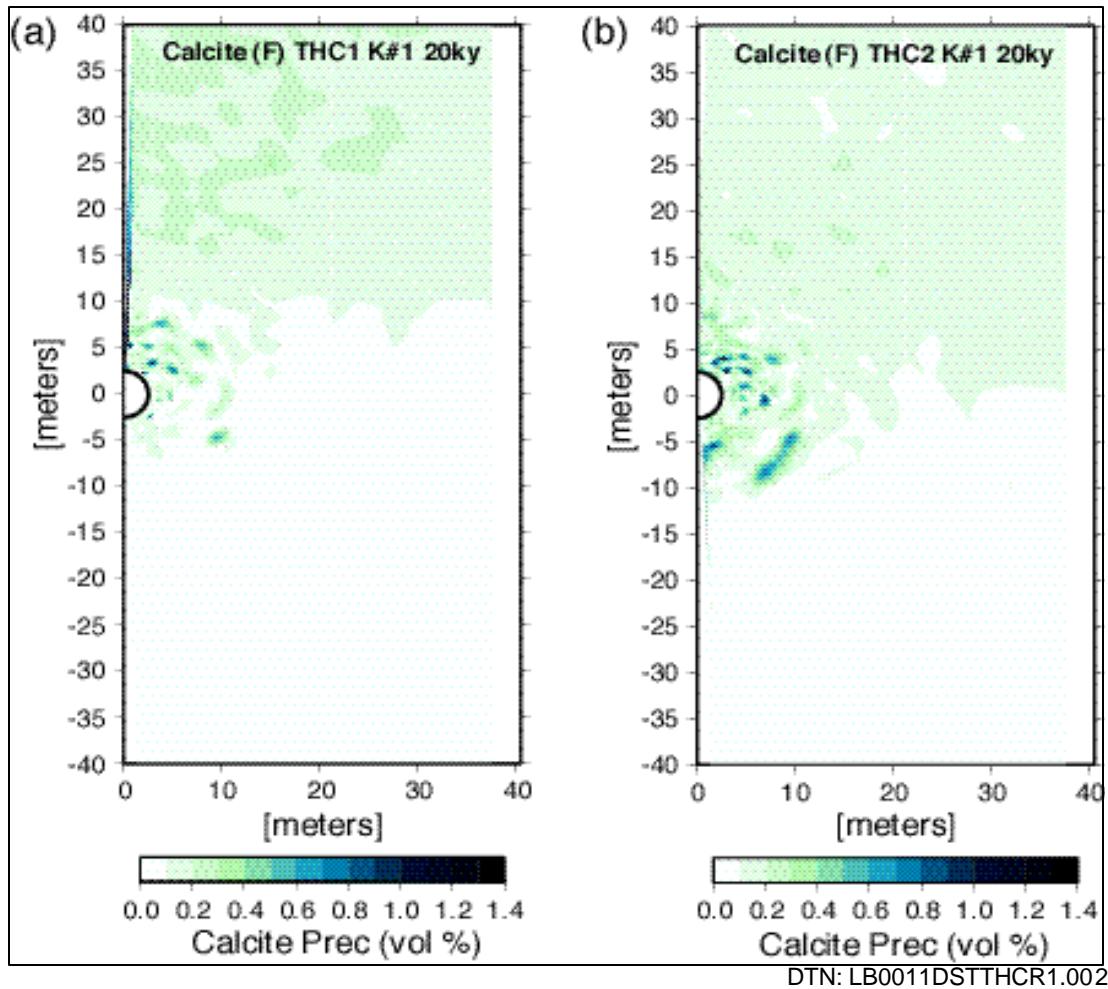 (a)
Calcite (F) THC1 K#1 20ky
40
35
30
25
20
15
10
5
0
-5
-10
-15
-20
-25
-30
-35
-40
[meters]
0 10 20 30 40
[meters]
0.0 0.2 0.4 0.6 0.8 1.0 1.2 1.4
Calcite Prec (vol %)
(b)
Calcite (F) THC2 K#1 20ky
40
35
30
25
20
15
10
5
0
-5
-10
-15
-20
-25
-30
-35
-40
[meters]
0 10 20 30 40
[meters]
0.0 0.2 0.4 0.6 0.8 1.0 1.2 1.4
Calcite Prec (vol %)
DTN: LB0011DSTTHCR1.002